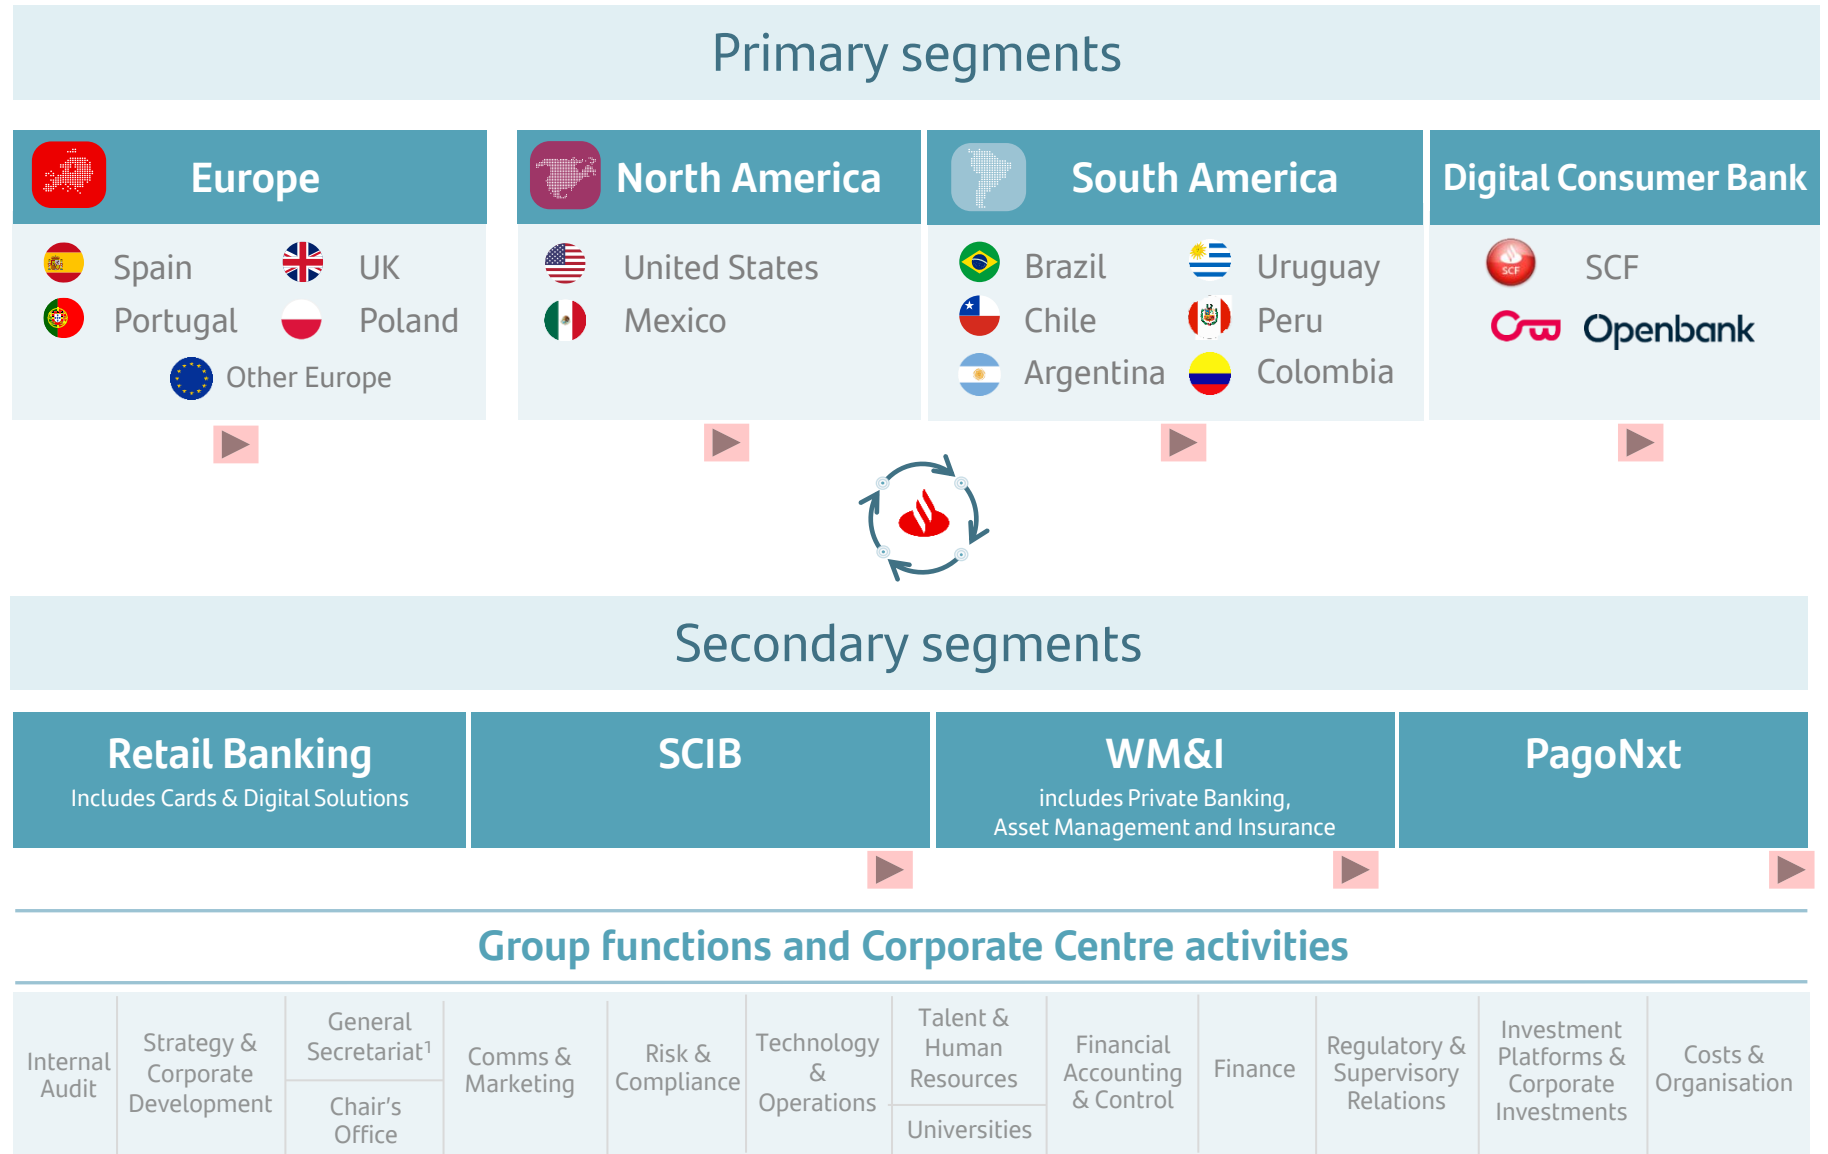 Primary segments
Europe
North America
South America
Digital Consumer Bank
Spain
UK
Portugal
Poland
Other Europe
United States
Mexico
Brazil
Uruguay
Chile
Peru
Argentina
Colombia
SCF
SCF
Openbank
Secondary segments
Retail Banking
Includes Cards & Digital Solutions
SCIB
WM&I
includes Private Banking,
Asset Management and Insurance
PagoNxt
Group functions and Corporate Centre activities
Internal
Audit
Strategy &
Corporate
Development
General
Secretariat¹
Chair's
Office
Comms &
Marketing
Risk &
Compliance
Technology
&
Operations
Talent &
Human
Resources
Universities
Financial
Accounting
& Control
Finance
Regulatory &
Supervisory
Relations
Investment
Platforms &
Corporate
Investments
Costs &
Organisation